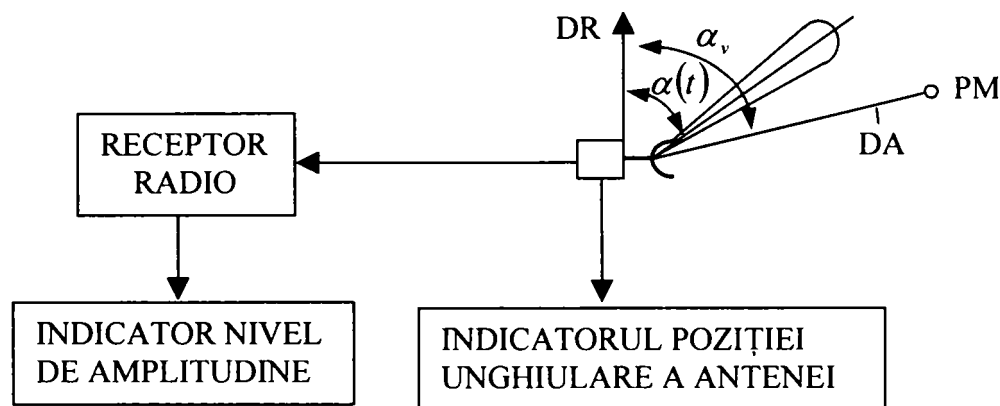 DR
α_v
α(t)
PM
DA
RECEPTOR
RADIO
INDICATOR NIVEL
DE AMPLITUDINE
INDICATORUL POZIȚIEI
UNGHIULARE A ANTENEI